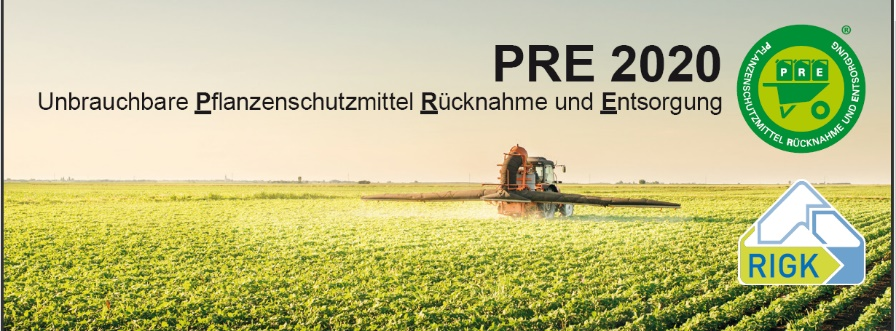 PRE 2020
Unbrauchbare Pflanzenschutzmittel Rücknahme und Entsorgung
®
PFLANZENSCHUTZMITTEL RÜCKNAHME UND ENTSORGUNG
PRE
RIGK